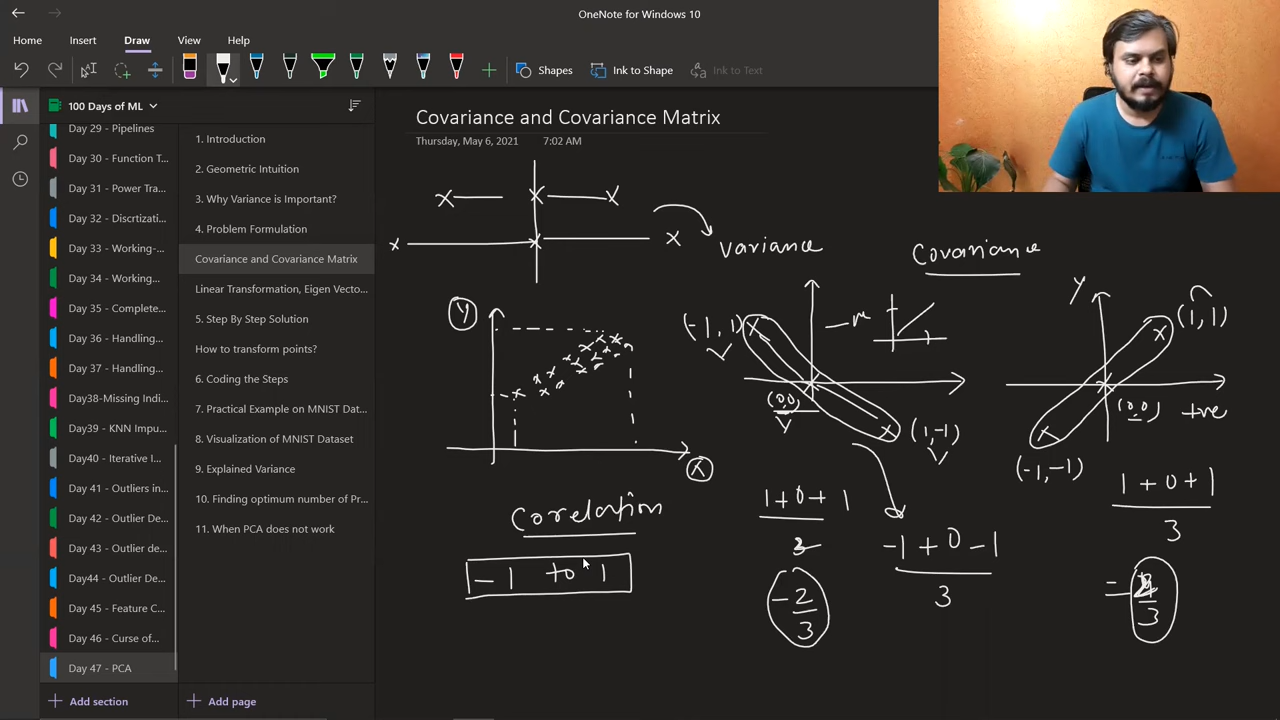 OneNote for Windows 10
Home Insert Draw View Help
Shapes Ink to Shape Ink to Text
100 Days of ML
Day 29 - Pipelines
Day 30 - Function T...
Day 31 - Power Tra...
Day 32 - Discrtizati...
Day 33 - Working-...
Day 34 - Working...
Day 35 - Complete...
Day 36 - Handling...
Day 37 - Handling...
Day38-Missing Indi...
Day39 - KNN Impu...
Day40 - Iterative I...
Day 41 - Outliers in...
Day 42 - Outlier De...
Day 43 - Outlier de...
Day44 - Outlier De...
Day 45 - Feature C...
Day 46 - Curse of...
Day 47 - PCA
Add section
1. Introduction
2. Geometric Intuition
3. Why Variance is Important?
4. Problem Formulation
Covariance and Covariance Matrix
Linear Transformation, Eigen Vecto...
5. Step By Step Solution
How to transform points?
6. Coding the Steps
7. Practical Example on MNIST Dat...
8. Visualization of MNIST Dataset
9. Explained Variance
10. Finding optimum number of Pr...
11. When PCA does not work
Add page
Covariance and Covariance Matrix
Thursday, May 6, 2021 7:02 AM
variance
Covariance
Y
X
Corelation
-1 to 1
(-1, 1)
(0,0)
(1,-1)
1+0+1
3
-2
3
-1+0-1
3
Y
(1,1)
(0,0) +ve
(-1,-1)
1+0+1
3
=
3